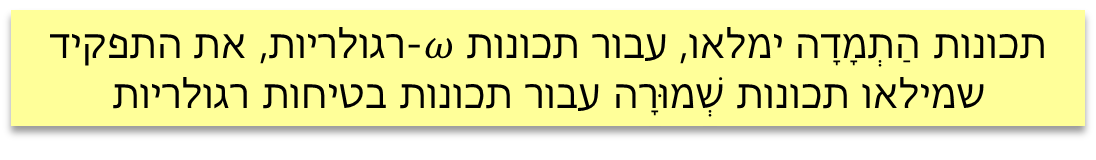 תכונות הַתְמָדָה ימלאו, עבור תכונות ω-רגולריות, את התפקיד
שמילאו תכונות שְׁמוּרָה עבור תכונות בטיחות רגולריות